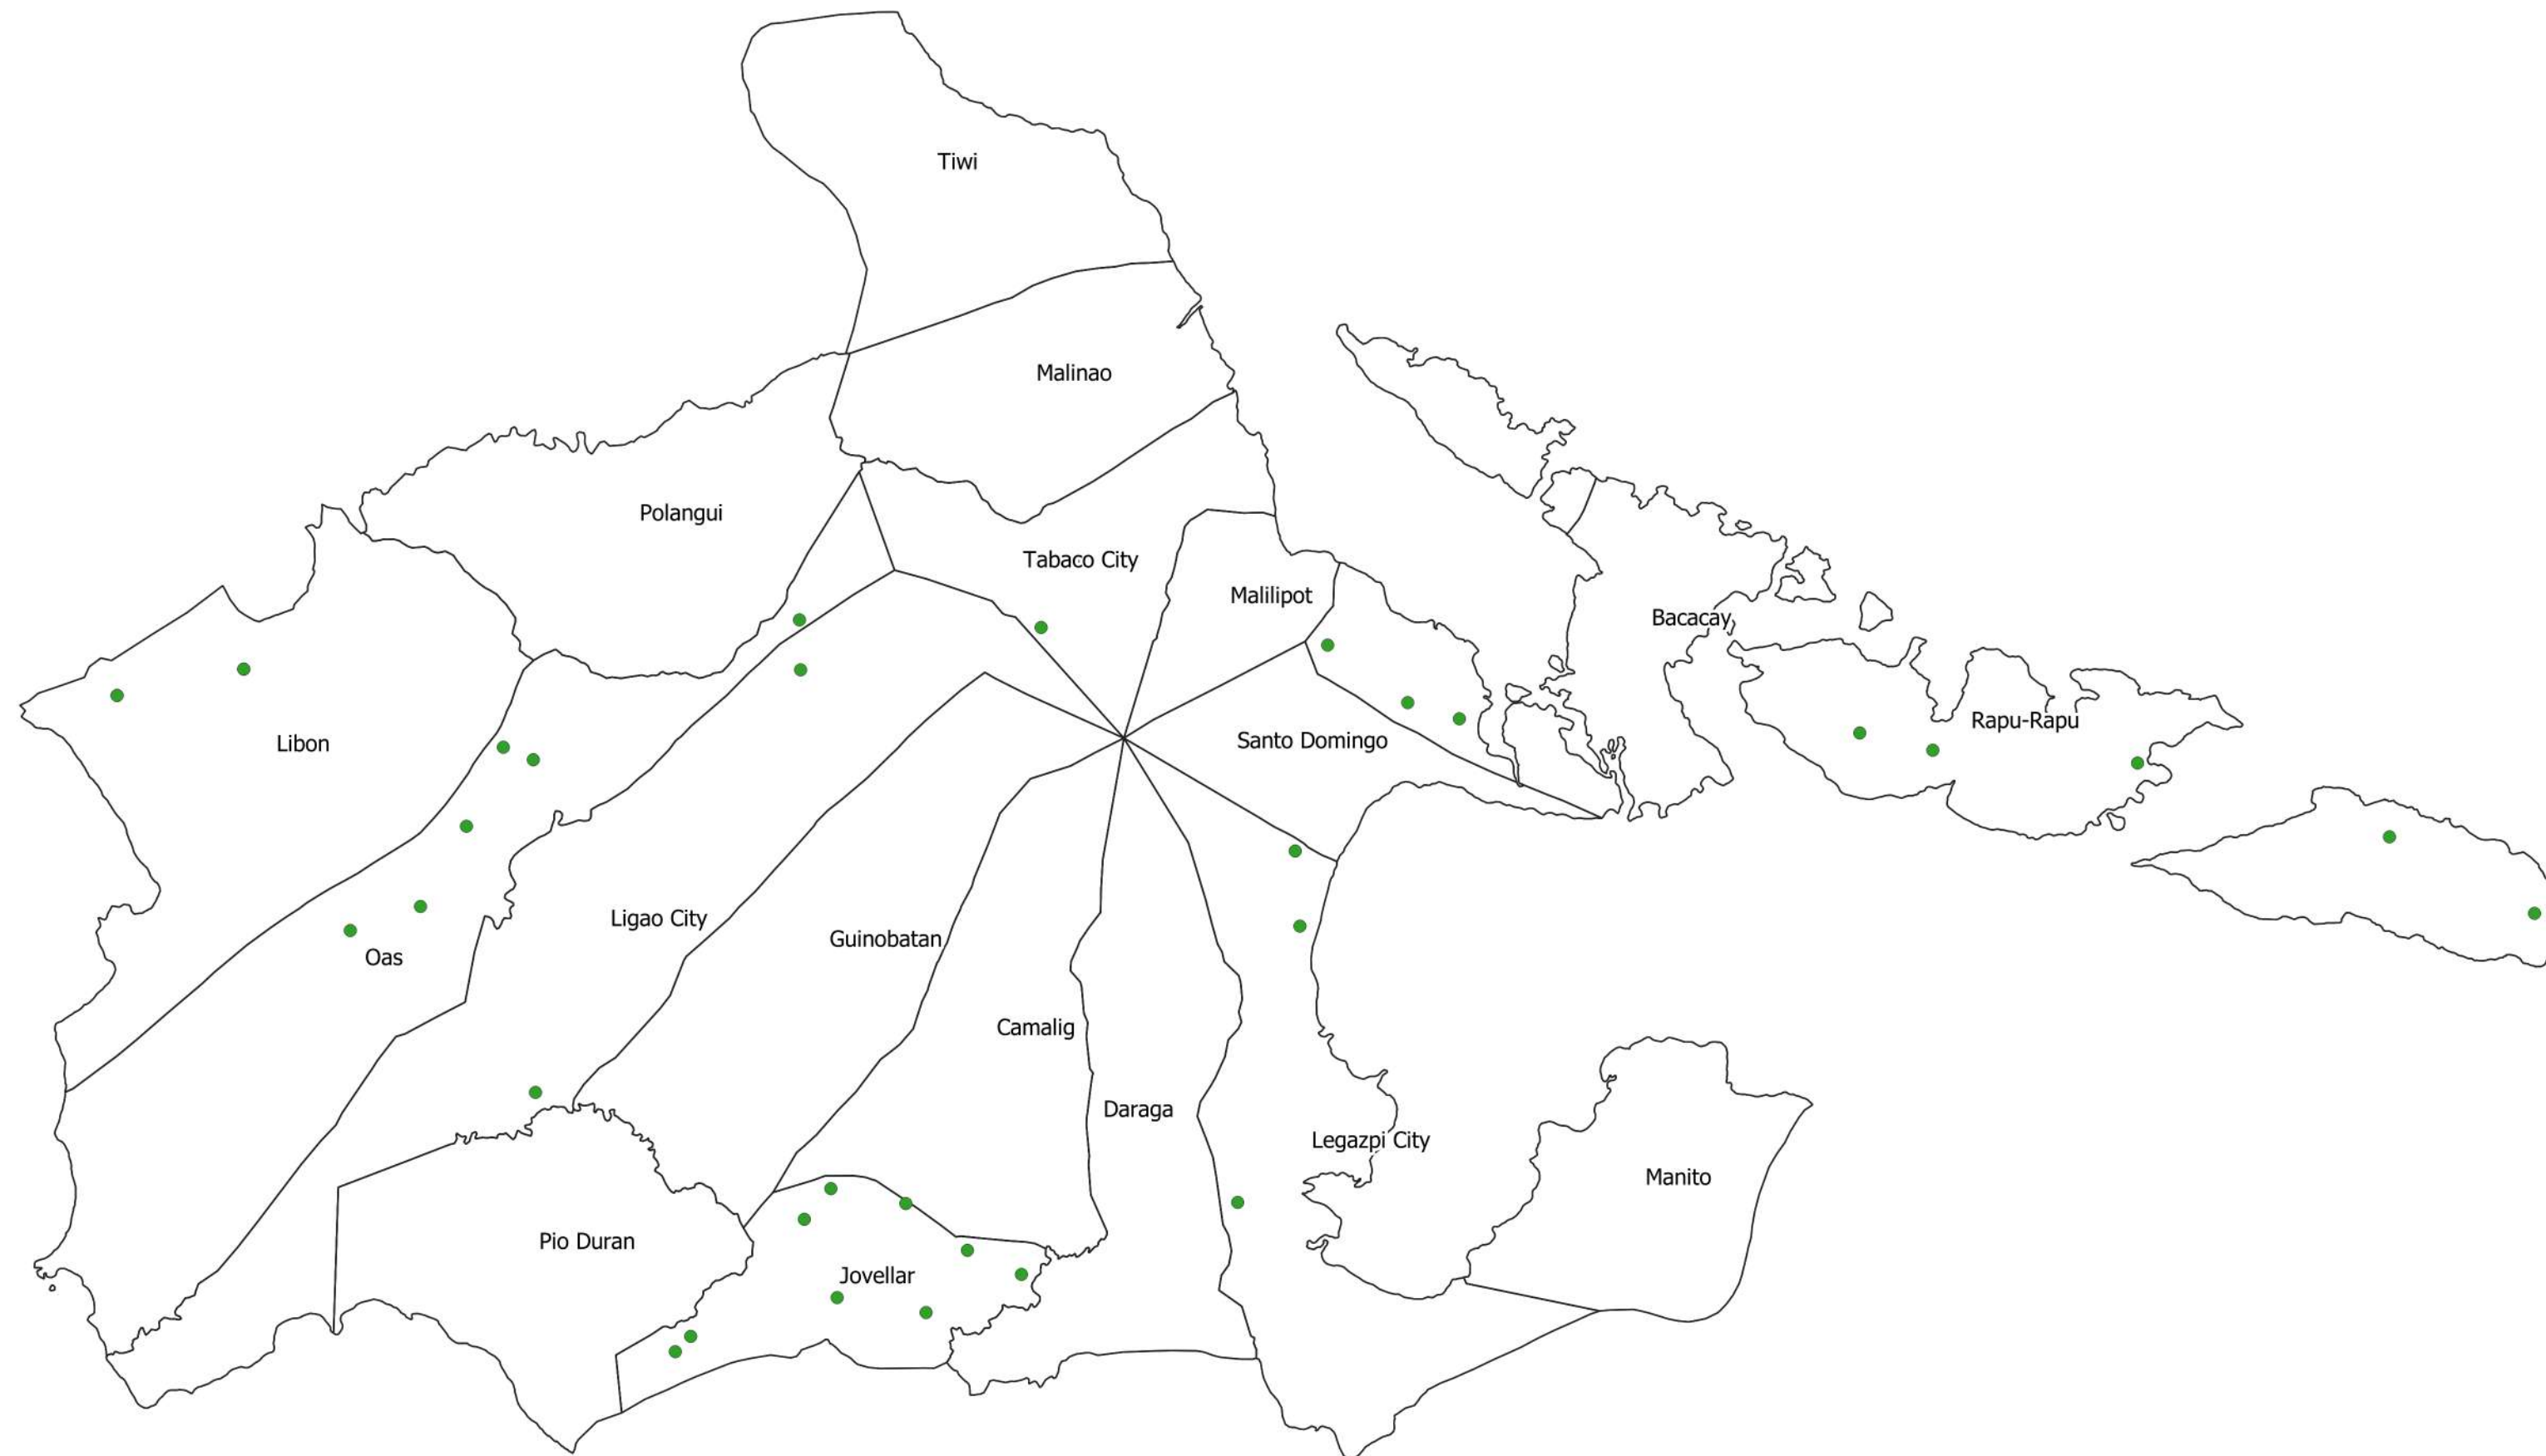 Tiwi
Malinao
Polangui
Tabaco City
Malilipot
Bacacay
Rapu-Rapu
Santo Domingo
Libon
Ligao City
Guinobatan
Oas
Camalig
Daraga
Legazpi City
Manito
Pio Duran
Jovellar